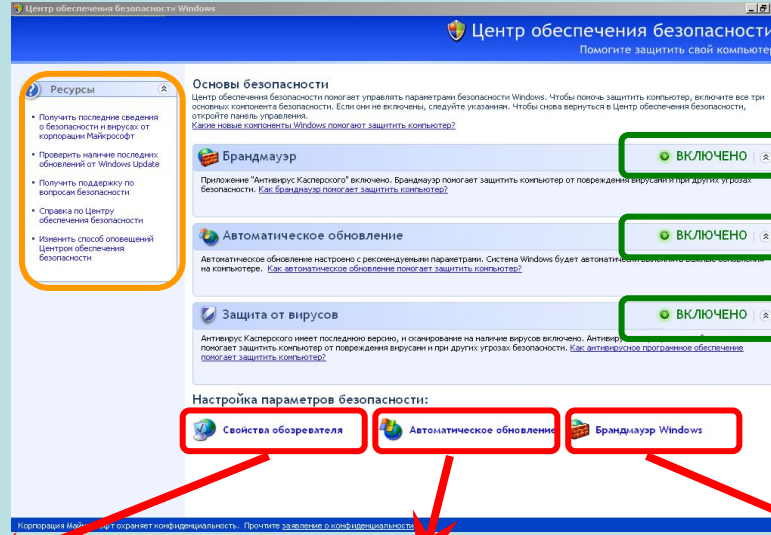 Центр обеспечения безопасности Windows
Центр обеспечения безопасности
Помогите защитить свой компьютер
Ресурсы
• Получить последние сведения
о безопасности и вирусах от
корпорации Майкрософт
• Проверить наличие последних
обновлений от Windows Update
• Получить поддержку по
вопросам безопасности
• Справка по Центру
обеспечения безопасности
• Изменить способ оповещений
Центром обеспечения
безопасности
Основы безопасности
Центр обеспечения безопасности помогает управлять параметрами безопасности Windows. Чтобы помочь защитить компьютер, включите все три
основных компонента безопасности. Если они не включены, следуйте указаниям. Чтобы снова вернуться в Центр обеспечения безопасности,
откройте панель управления.
Какие новые компоненты Windows помогают защитить компьютер?
Брандмауэр
ВКЛЮЧЕНО
Приложение "Антивирус Касперского" включено. Брандмауэр помогает защитить компьютер от повреждения вирусами и при других угрозах
безопасности. Как брандмауэр помогает защитить компьютер?
Автоматическое обновление
ВКЛЮЧЕНО
Автоматическое обновление настроено с рекомендуемыми параметрами. Система Windows будет автоматически выполнять важные обновления
на компьютере. Как автоматическое обновление помогает защитить компьютер?
Защита от вирусов
ВКЛЮЧЕНО
Антивирус Касперского имеет последнюю версию, и сканирование на наличие вирусов включено.
помогает защитить компьютер от повреждения вирусами и при других угрозах безопасности. Как антивирусное программное обеспечение
помогает защитить компьютер?
Настройка параметров безопасности:
Свойства обозревателя
Автоматическое обновление
Брандмауэр Windows
Корпорация охраняет конфиденциальность. Прочтите заявление о конфиденциальности